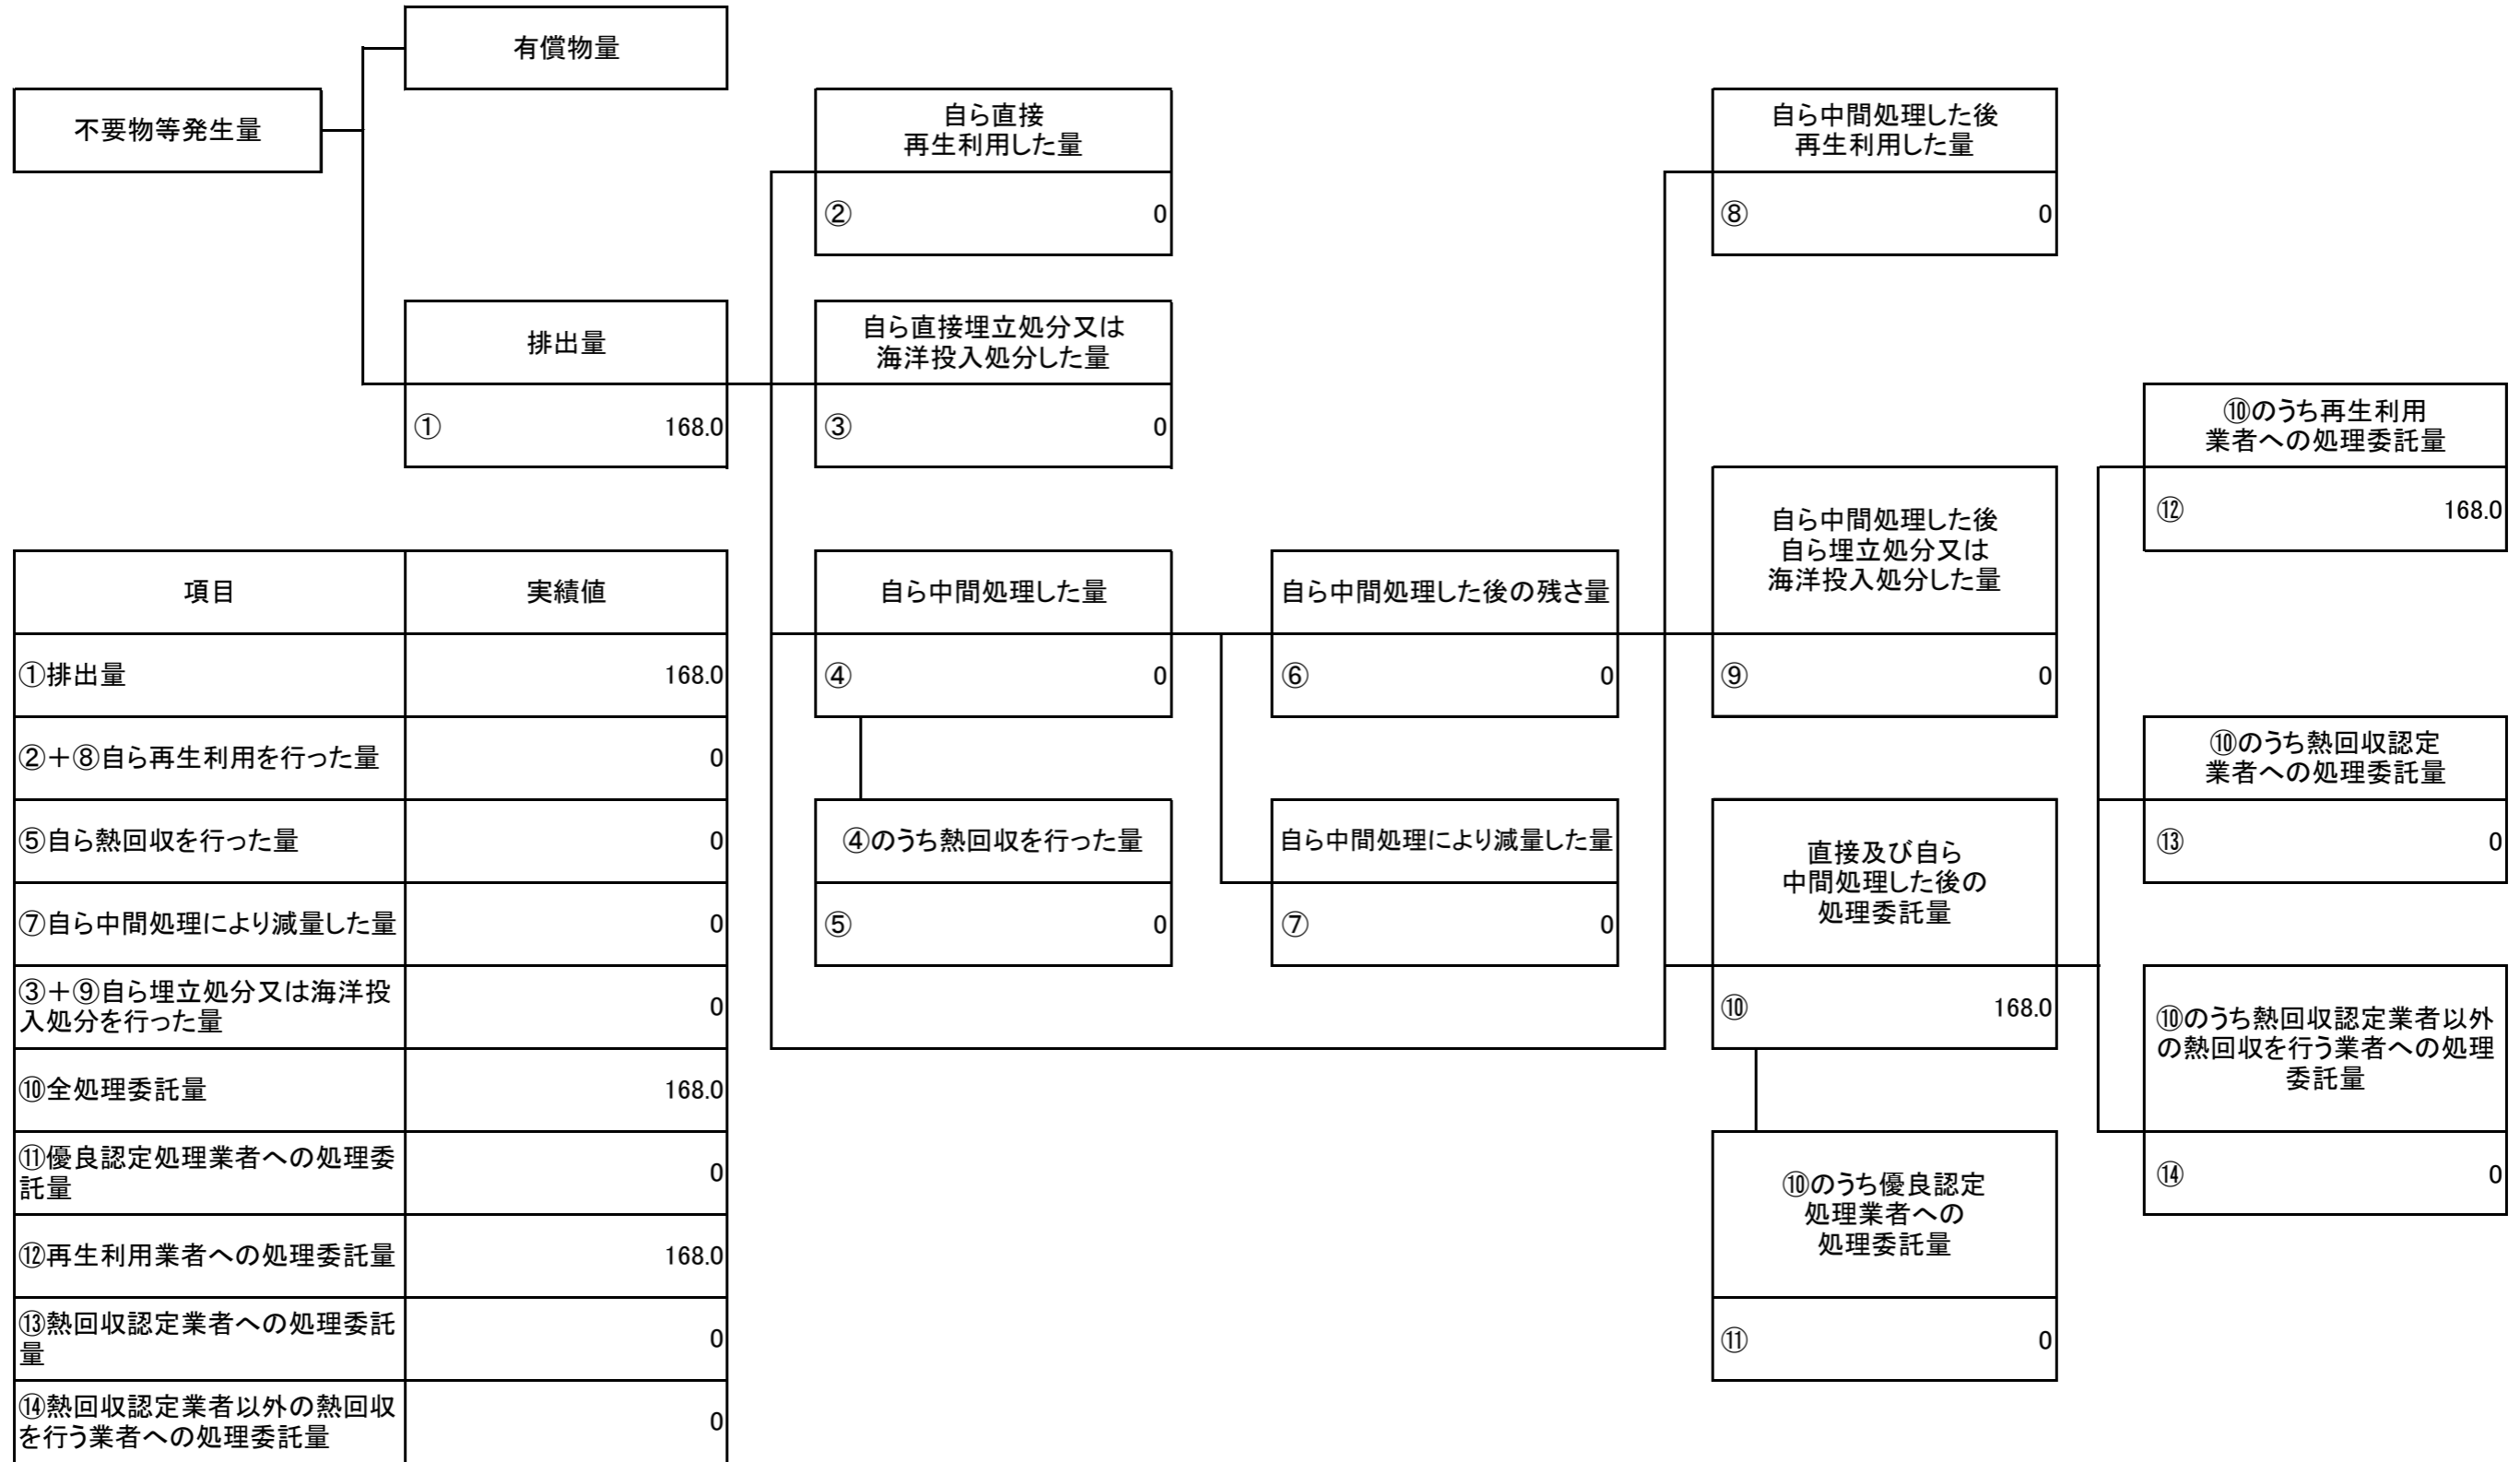 有償物量
不要物等発生量
自ら直接
再生利用した量
② 0
自ら中間処理した後
再生利用した量
⑧ 0
排出量
① 168.0
自ら直接埋立処分又は
海洋投入処分した量
③ 0
⑩のうち再生利用
業者への処理委託量
⑫ 168.0
自ら中間処理した量
④ 0
自ら中間処理した後の残さ量
⑥ 0
自ら中間処理した後
自ら埋立処分又は
海洋投入処分した量
⑨ 0
⑩のうち熱回収認定
業者への処理委託量
⑬ 0
④のうち熱回収を行った量
⑤ 0
自ら中間処理により減量した量
⑦ 0
直接及び自ら
中間処理した後の
処理委託量
⑩ 168.0
⑩のうち熱回収認定業者以外
の熱回収を行う業者への処理
委託量
⑭ 0
⑩のうち優良認定
処理業者への
処理委託量
⑪ 0
項目 実績値
①排出量 168.0
②＋⑧自ら再生利用を行った量 0
⑤自ら熱回収を行った量 0
⑦自ら中間処理により減量した量 0
③＋⑨自ら埋立処分又は海洋投
入処分を行った量 0
⑩全処理委託量 168.0
⑪優良認定処理業者への処理委
託量 0
⑫再生利用業者への処理委託量 168.0
⑬熱回収認定業者への処理委託
量 0
⑭熱回収認定業者以外の熱回収
を行う業者への処理委託量 0